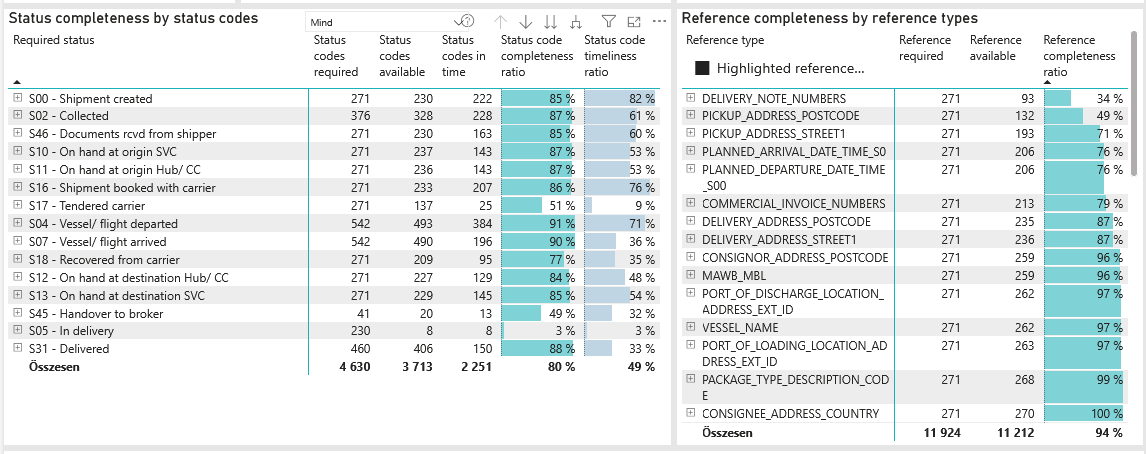 Status completeness by status codes
Mind
Required status
Status codes required
Status codes available
Status codes in time
Status code completeness ratio
Status code timeliness ratio
S00 - Shipment created 271 230 222 85 % 82 %
S02 - Collected 376 328 228 87 % 61 %
S46 - Documents rcvd from shipper 271 230 163 85 % 60 %
S10 - On hand at origin SVC 271 237 143 87 % 53 %
S11 - On hand at origin Hub/ CC 271 236 143 87 % 53 %
S16 - Shipment booked with carrier 271 233 207 86 % 76 %
S17 - Tendered carrier 271 137 25 51 % 9 %
S04 - Vessel/ flight departed 542 493 384 91 % 71 %
S07 - Vessel/ flight arrived 542 490 196 90 % 36 %
S18 - Recovered from carrier 271 209 95 77 % 35 %
S12 - On hand at destination Hub/ CC 271 227 129 84 % 48 %
S13 - On hand at destination SVC 271 229 145 85 % 54 %
S45 - Handover to broker 41 20 13 49 % 32 %
S05 - In delivery 230 8 8 3 % 3 %
S31 - Delivered 460 406 150 88 % 33 %
Összesen 4 630 3 713 2 251 80 % 49 %
Reference completeness by reference types
Reference type
Reference required
Reference available
Reference completeness ratio
Highlighted reference...
DELIVERY_NOTE_NUMBERS 271 93 34 %
PICKUP_ADDRESS_POSTCODE 271 132 49 %
PICKUP_ADDRESS_STREET1 271 193 71 %
PLANNED_ARRIVAL_DATE_TIME_S0 271 206 76 %
PLANNED_DEPARTURE_DATE_TIME 271 206 76 %
_S00
COMMERCIAL_INVOICE_NUMBERS 271 213 79 %
DELIVERY_ADDRESS_POSTCODE 271 235 87 %
DELIVERY_ADDRESS_STREET1 271 236 87 %
CONSIGNOR_ADDRESS_POSTCODE 271 259 96 %
MAWB_MBL 271 259 96 %
PORT_OF_DISCHARGE_LOCATION_ 271 262 97 %
ADDRESS_EXT_ID
VESSEL_NAME 271 262 97 %
PORT_OF_LOADING_LOCATION_AD 271 263 97 %
DRESS_EXT_ID
PACKAGE_TYPE_DESCRIPTION_COD 271 268 99 %
E
CONSIGNEE_ADDRESS_COUNTRY 271 270 100 %
Összesen 11 924 11 212 94 %